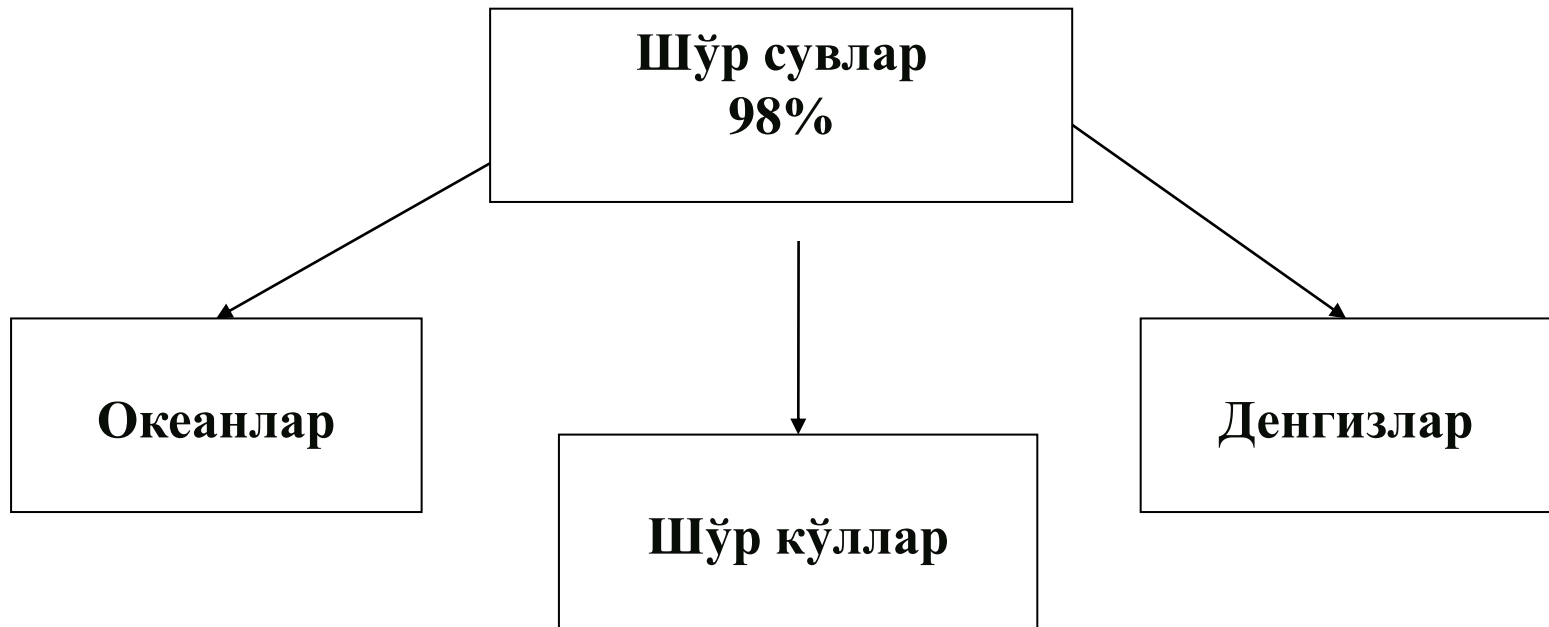 Шўр сувлар
98%
Океанлар
Шўр кўллар
Денгизлар